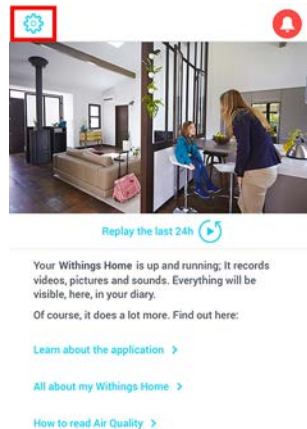 Replay the last 24h
Your Withings Home is up and running; It records
videos, pictures and sounds. Everything will be
visible, here, in your diary.
Of course, it does a lot more. Find out here:
Learn about the application >
All about my Withings Home >
How to read Air Quality >